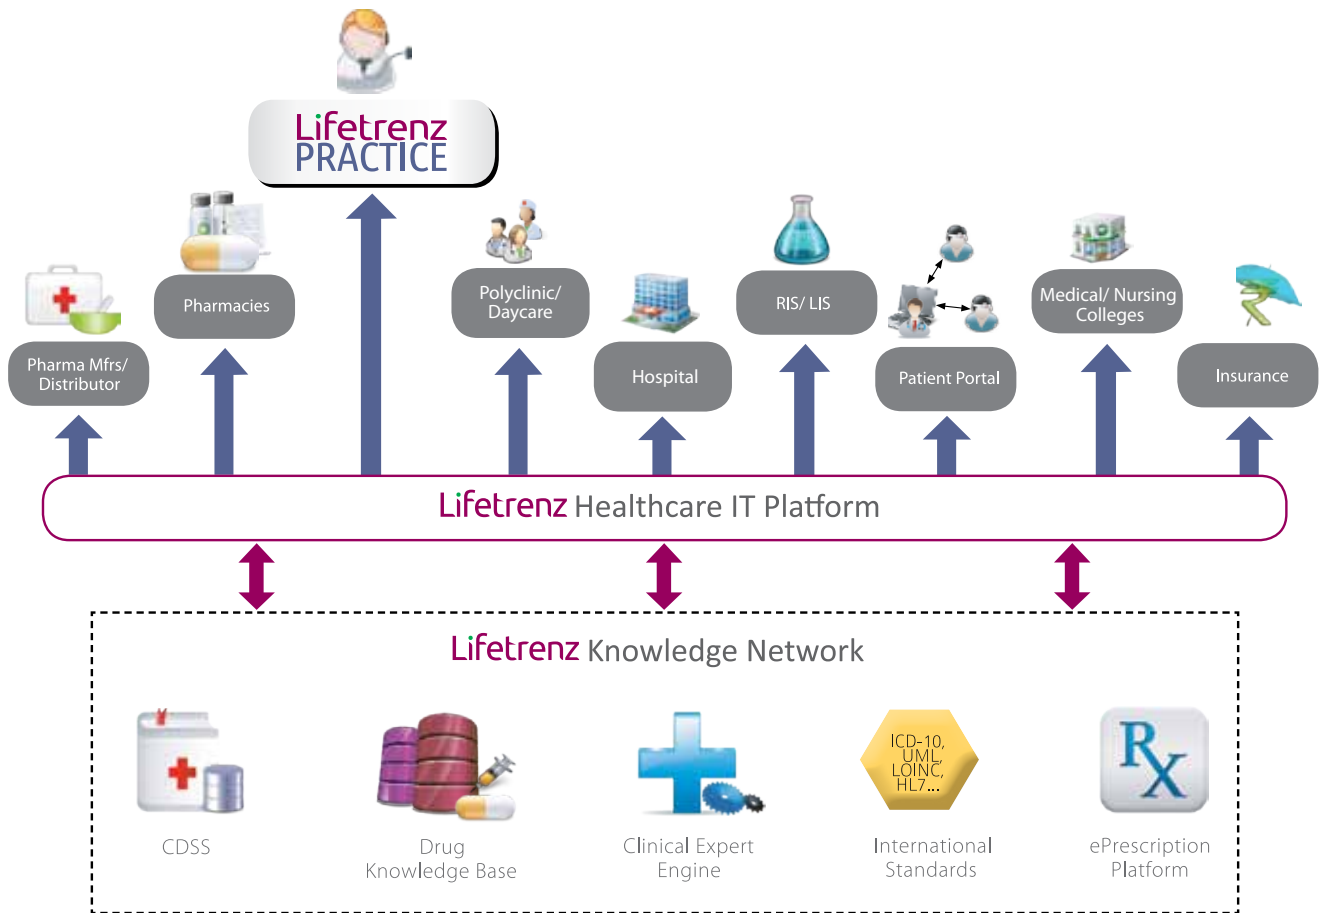 Lifetrenz
PRACTICE
Pharma Mfrs/
Distributor
Pharmacies
Polyclinic/
Daycare
Hospital
RIS/ LIS
Patient Portal
Medical/ Nursing
Colleges
Insurance
Lifetrenz Healthcare IT Platform
Lifetrenz Knowledge Network
CDSS
Drug
Knowledge Base
Clinical Expert
Engine
ICD-10,
UML,
LOINC,
HL7...
International
Standards
RX
ePrescription
Platform